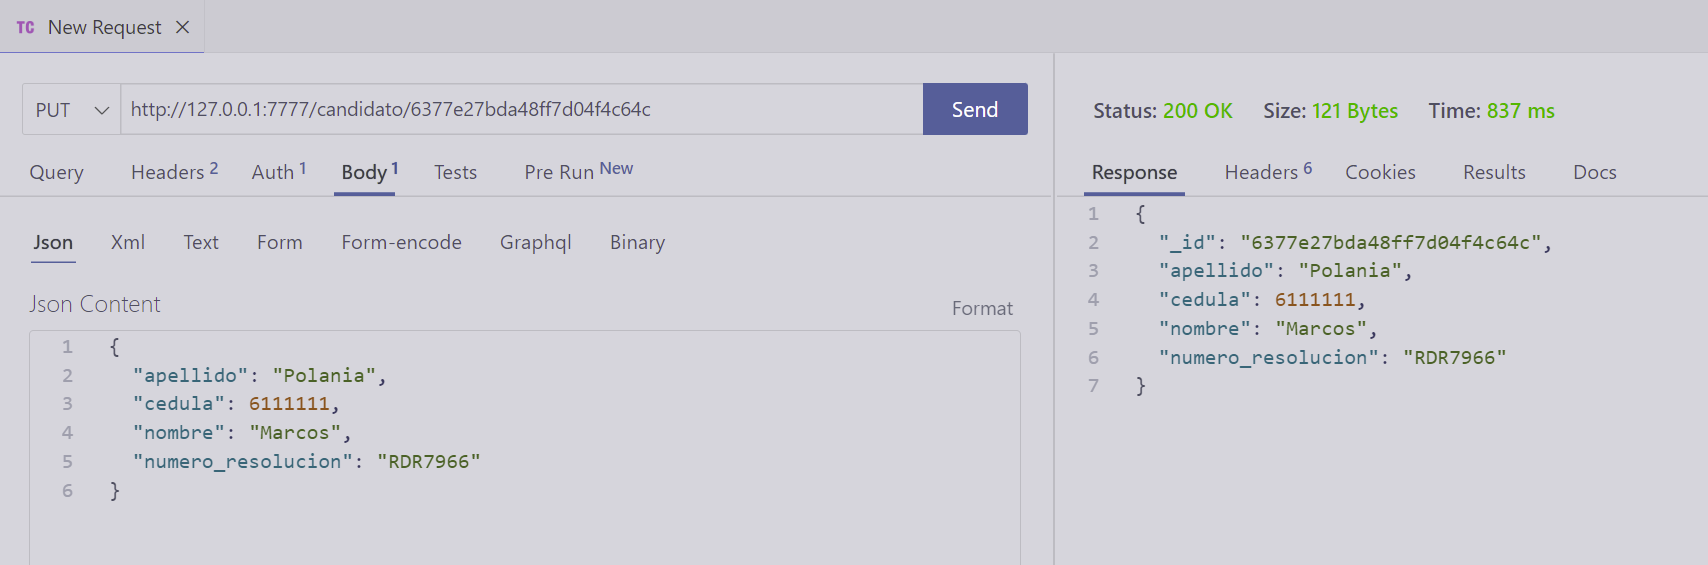 TC New Request
PUT http://127.0.0.1:7777/candidato/6377e27bda48ff7d04f4c64c Send
Query Headers 2 Auth 1 Body 1 Tests Pre Run New
Json Xml Text Form Form-encode Graphql Binary
Json Content Format
1 {
2 "apellido": "Polania",
3 "cedula": 6111111,
4 "nombre": "Marcos",
5 "numero_resolucion": "RDR7966"
6 }
Status: 200 OK Size: 121 Bytes Time: 837 ms
Response Headers 6 Cookies Results Docs
1 {
2 "_id": "6377e27bda48ff7d04f4c64c",
3 "apellido": "Polania",
4 "cedula": 6111111,
5 "nombre": "Marcos",
6 "numero_resolucion": "RDR7966"
7 }